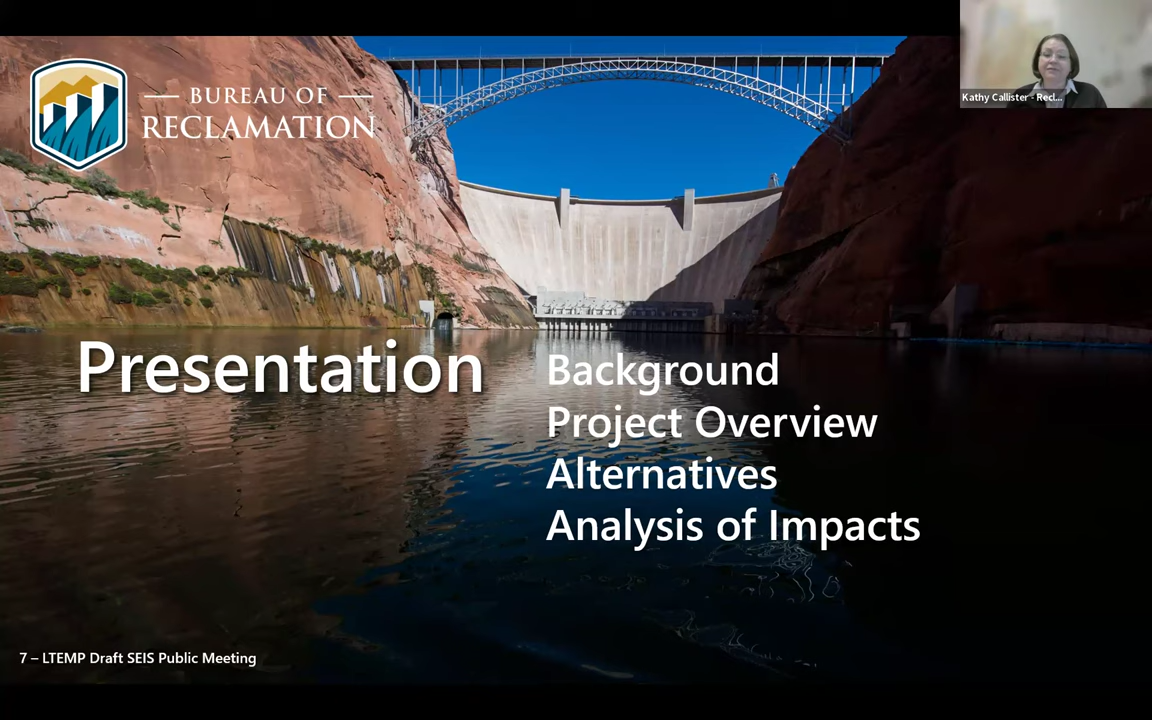 BUREAU OF
RECLAMATION
Kathy Callister - Recl...
Presentation
Background
Project Overview
Alternatives
Analysis of Impacts
7 – LTEMP Draft SEIS Public Meeting